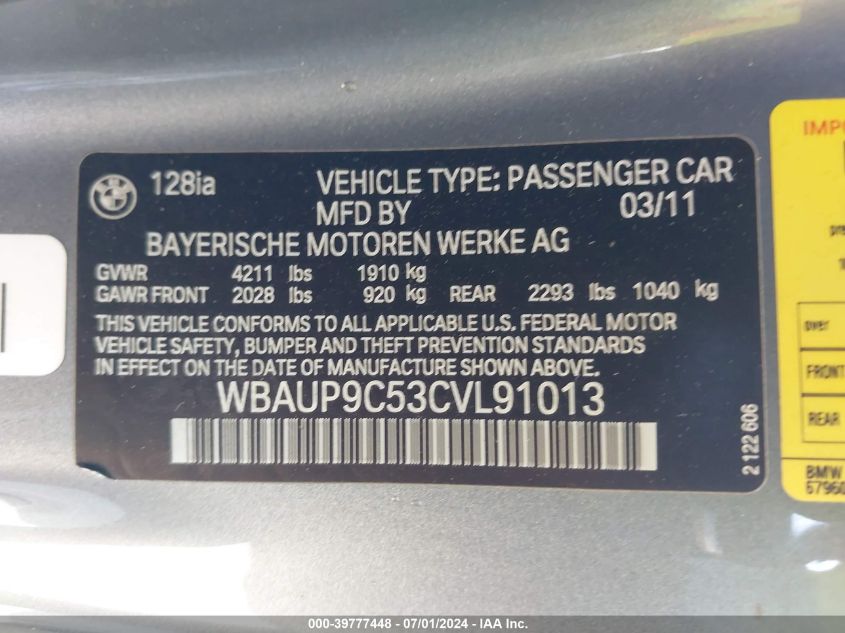 128ia VEHICLE TYPE: PASSENGER CAR
MFD BY 03/11
BAYERISCHE MOTOREN WERKE AG
GVWR 4211 lbs 1910 kg
GAWR FRONT 2028 lbs 920 kg REAR 2293 lbs 1040 kg
THIS VEHICLE CONFORMS TO ALL APPLICABLE U.S. FEDERAL MOTOR
VEHICLE SAFETY, BUMPER AND THEFT PREVENTION STANDARDS
IN EFFECT ON THE DATE OF MANUFACTURE SHOWN ABOVE.
WBAUP9C53CVL91013
2 122 606
over
FRONT
REAR
BMW
67960
000-39777448 - 07/01/2024 - IAA Inc.